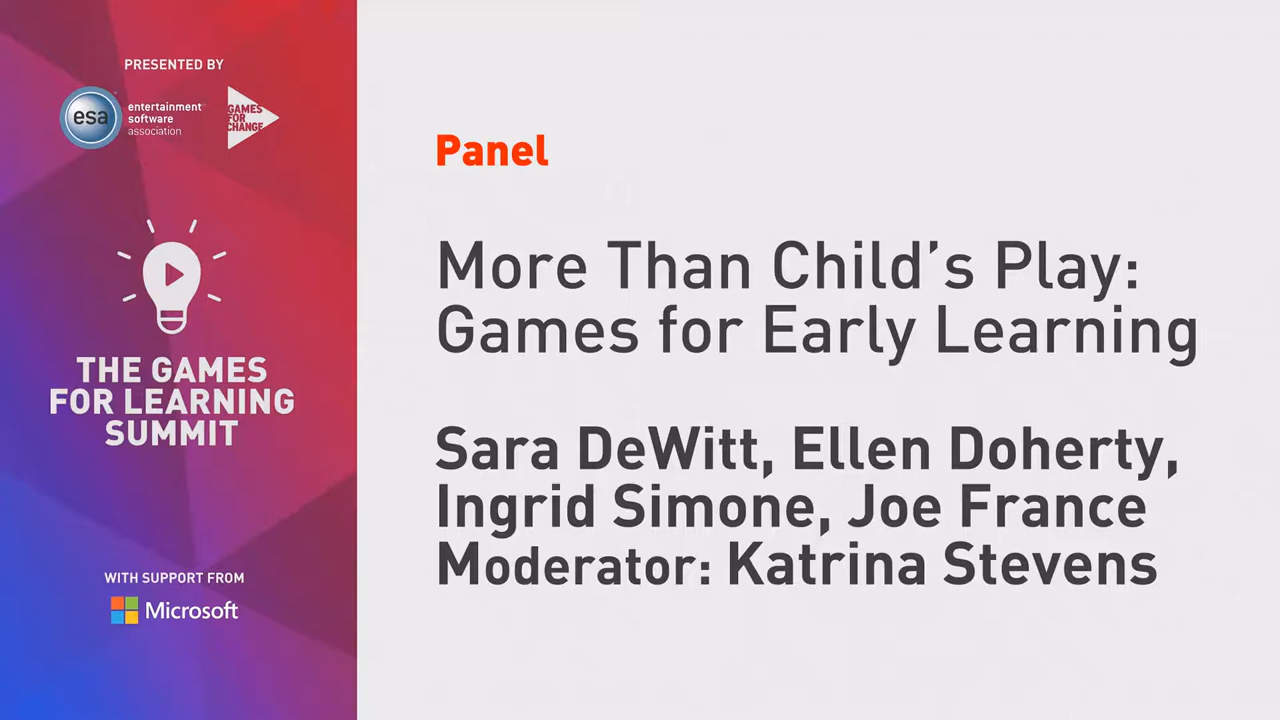 PRESENTED BY
esa
entertainment
software
association
GAMES
FOR
CHANGE
THE GAMES
FOR LEARNING
SUMMIT
WITH SUPPORT FROM
Microsoft
Panel
More Than Child’s Play:
Games for Early Learning
Sara DeWitt, Ellen Doherty,
Ingrid Simone, Joe France
Moderator: Katrina Stevens